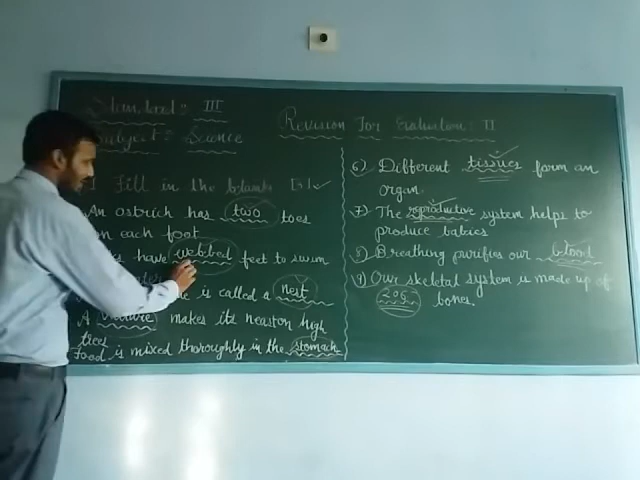 Standard :- III
Subject :- Science
Revision For Evaluation : II
I Fill in the blanks
An ostrich has two toes
on each foot
have webbed feet to swim
is called a nest
A vulture makes its nest on high
trees
Food is mixed thoroughly in the stomach
6) Different tissues form an
organ.
7) The reproductive system helps to
produce babies
8) Breathing purifies our blood
9) Our skeletal system is made up of
206 bones.